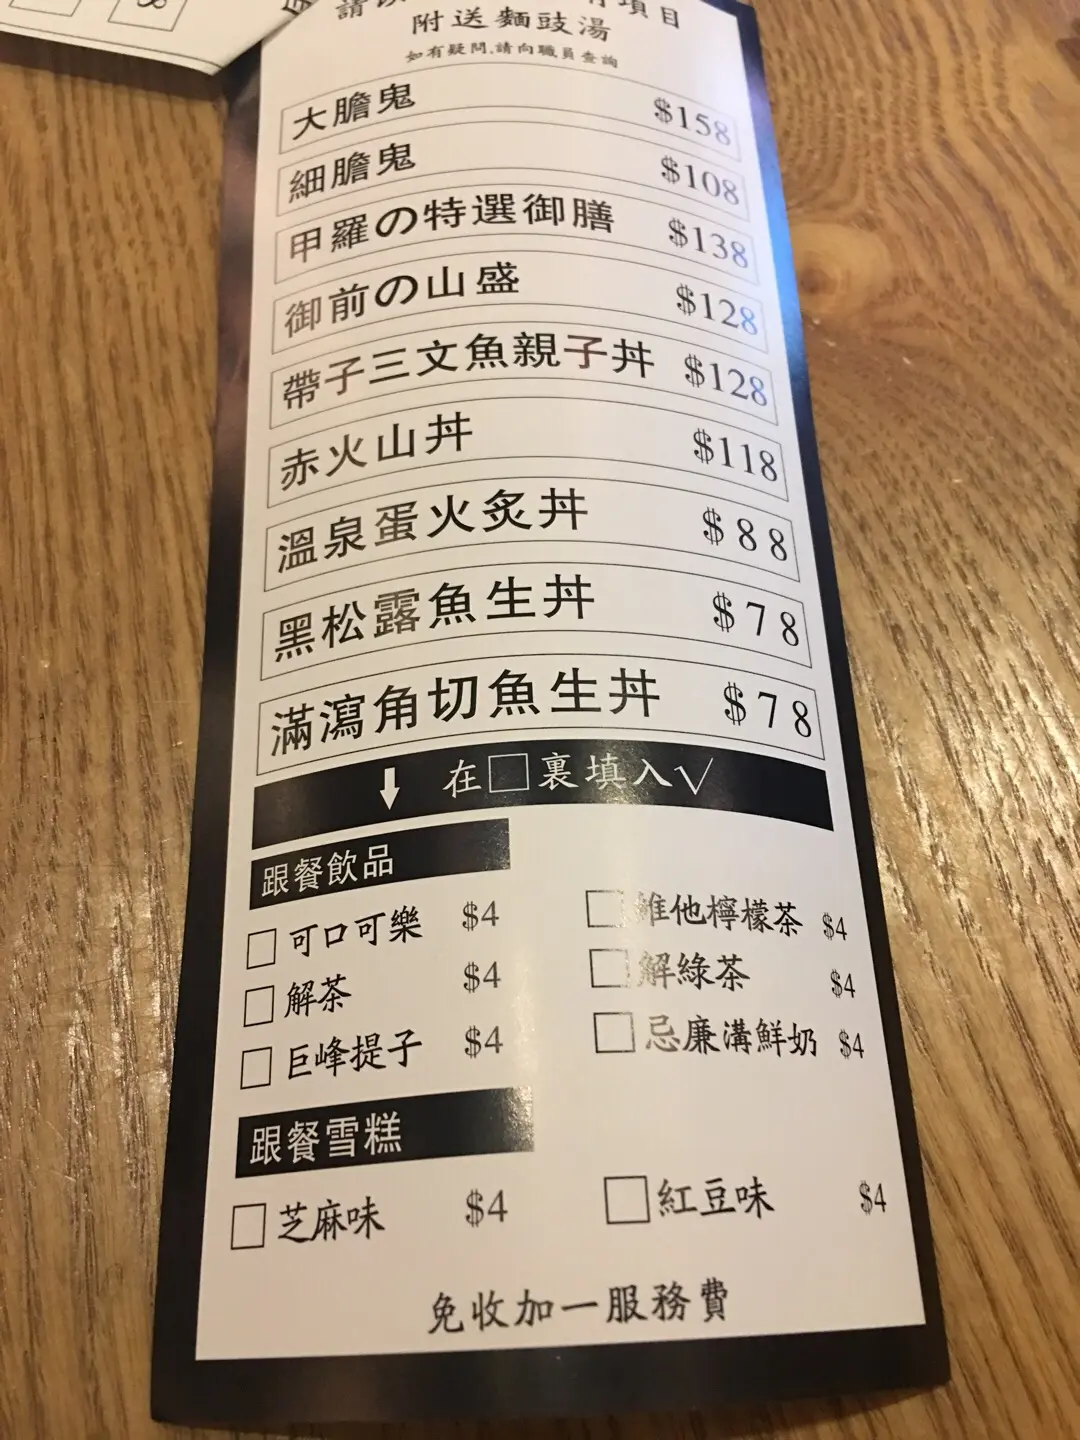 項目
附送麵豉湯
如有疑問,請向職員查詢
大膽鬼 $158
細膽鬼 $108
甲羅の特選御膳 $138
御前の山盛 $128
帶子三文魚親子丼 $128
赤火山丼 $118
溫泉蛋火炙丼 $88
黑松露魚生丼 $78
滿瀉角切魚生丼 $78
在□裏填入√
跟餐飲品
可口可樂 $4
維他檸檬茶 $4
解茶 $4
解綠茶 $4
巨峰提子 $4
忌廉溝鮮奶 $4
跟餐雪糕
芝麻味 $4
紅豆味 $4
免收加一服務費